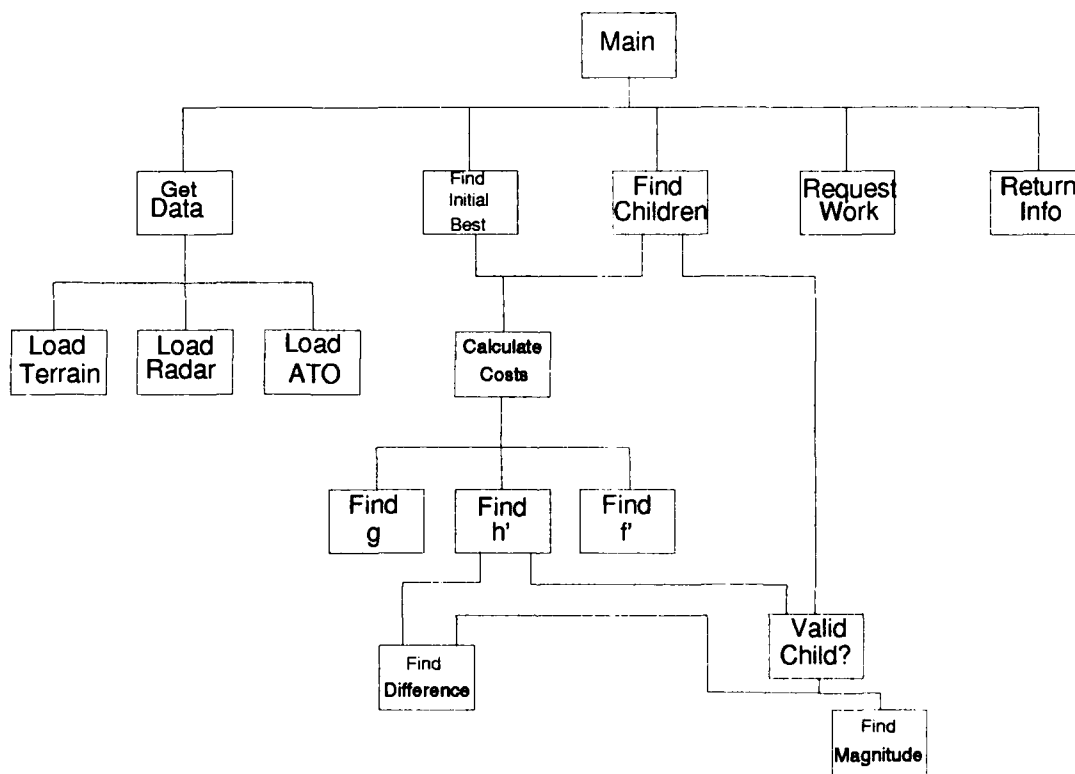 Main
Get
Data
Find
Initial
Best
Find
Children
Request
Work
Return
Info
Load
Terrain
Load
Radar
Load
ATO
Calculate
Costs
Find
g
Find
h'
Find
f'
Valid
Child?
Find
Difference
Find
Magnitude